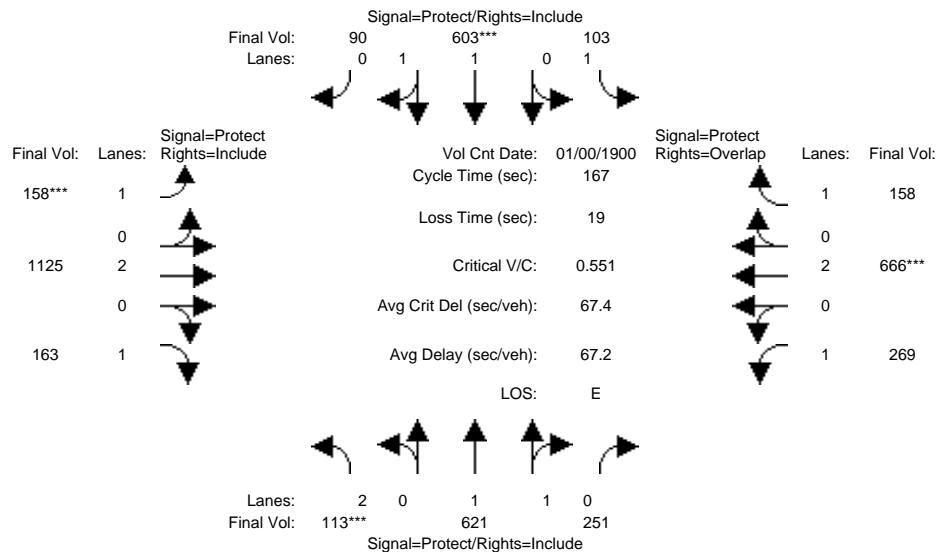 Signal=Protect/Rights=Include
Final Vol: 90 603*** 103
Lanes: 0 1 1 0 1
Signal=Protect Signal=Protect
Final Vol: Lanes: Rights=Include Vol Cnt Date: 01/00/1900 Rights=Overlap Lanes: Final Vol:
Cycle Time (sec): 167
158*** 1 1 158
Loss Time (sec): 19
0 0
1125 2 Critical V/C: 0.551 2 666***
0 Avg Crit Del (sec/veh): 67.4 0
163 1 Avg Delay (sec/veh): 67.2 1 269
LOS: E
Lanes: 2 0 1 1 0
Final Vol: 113*** 621 251
Signal=Protect/Rights=Include